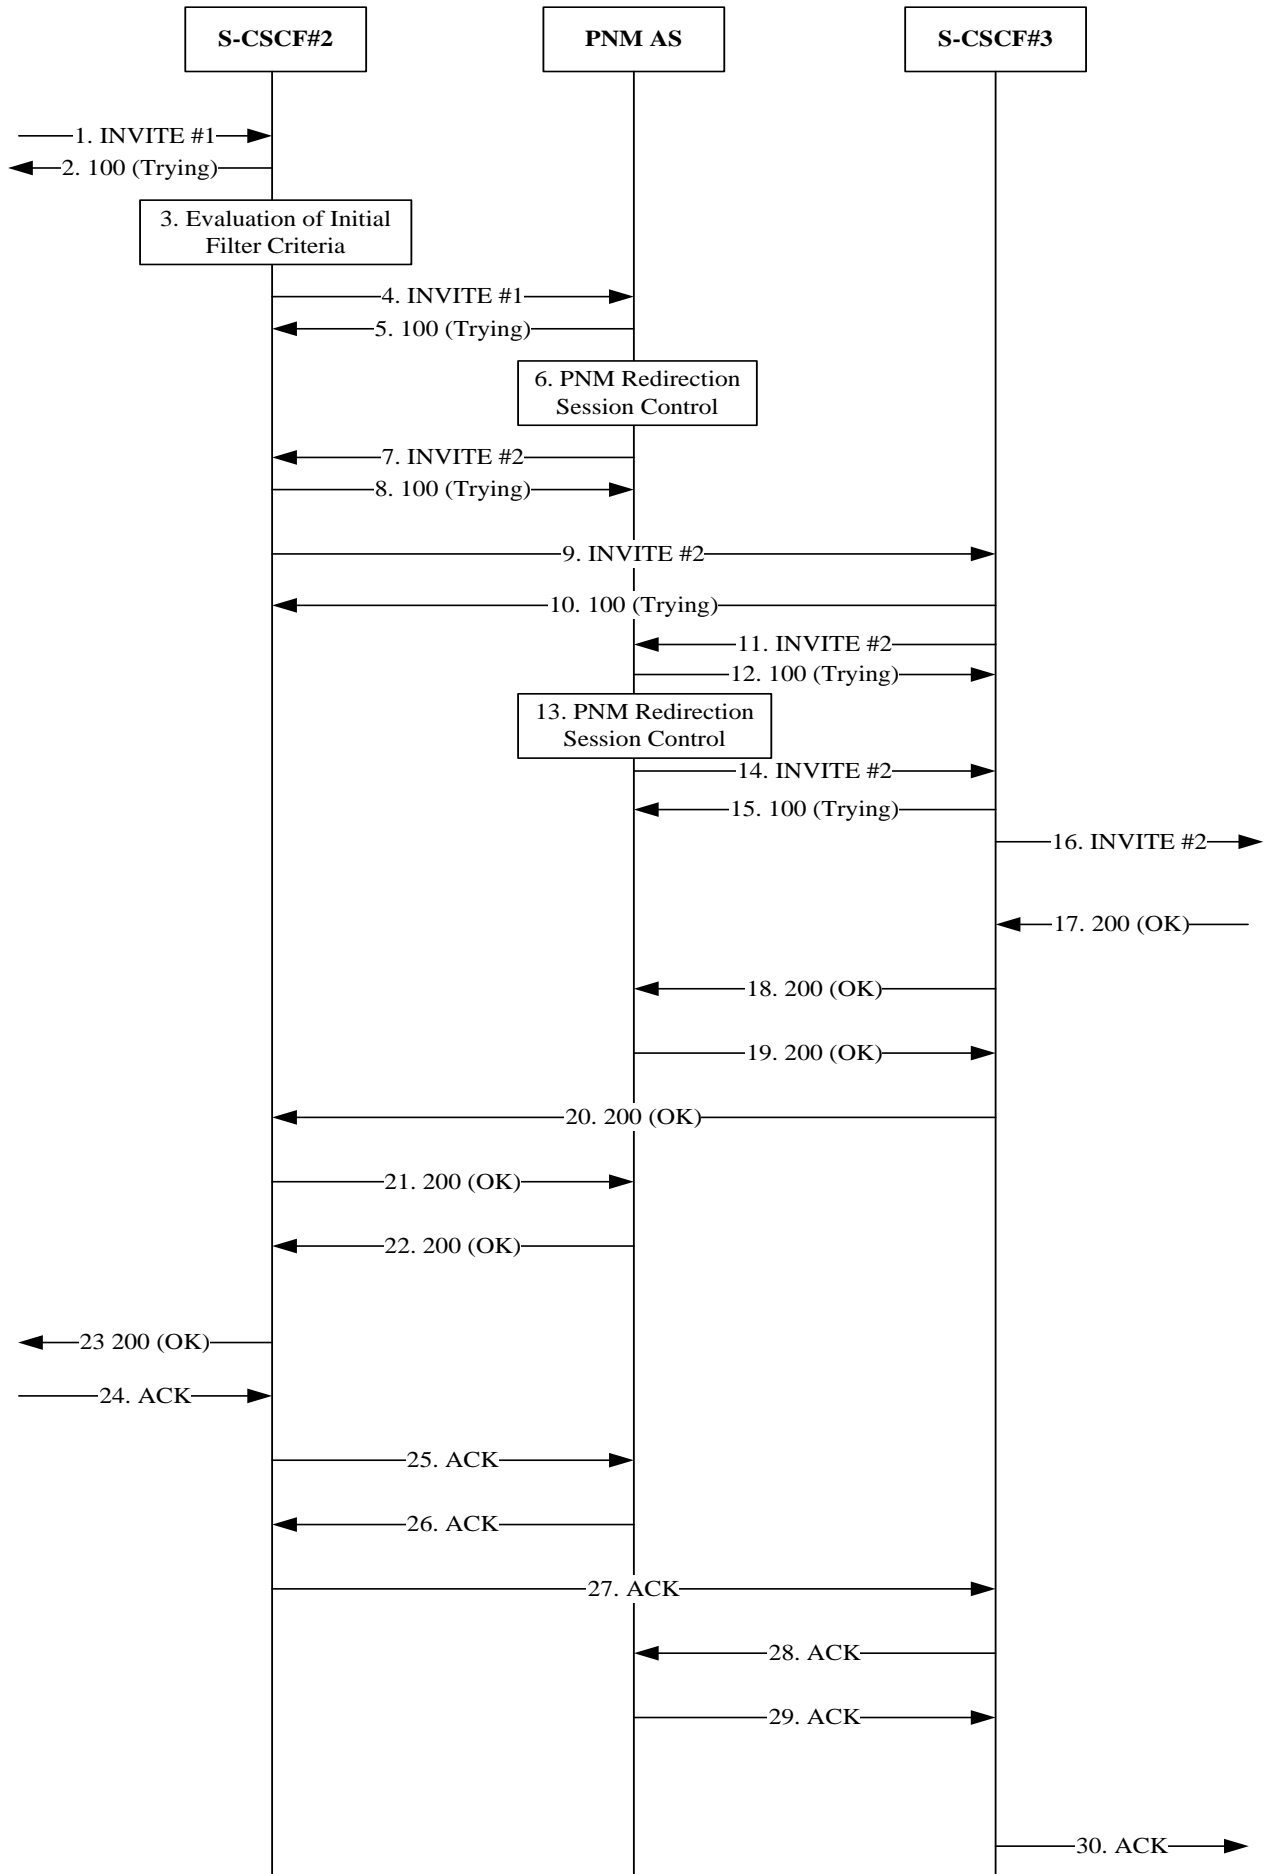 S-CSCF#2
PNM AS
S-CSCF#3
1. INVITE #1
2. 100 (Trying)
3. Evaluation of Initial
Filter Criteria
4. INVITE #1
5. 100 (Trying)
6. PNM Redirection
Session Control
7. INVITE #2
8. 100 (Trying)
9. INVITE #2
10. 100 (Trying)
11. INVITE #2
12. 100 (Trying)
13. PNM Redirection
Session Control
14. INVITE #2
15. 100 (Trying)
16. INVITE #2
17. 200 (OK)
18. 200 (OK)
19. 200 (OK)
20. 200 (OK)
21. 200 (OK)
22. 200 (OK)
23 200 (OK)
24. ACK
25. ACK
26. ACK
27. ACK
28. ACK
29. ACK
30. ACK